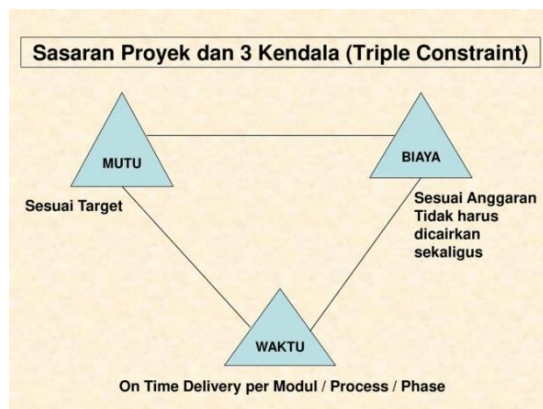 Sasaran Proyek dan 3 Kendala (Triple Constraint)
MUTU
BIAYA
Sesuai Target
Sesuai Anggaran
Tidak harus
dicairkan
sekaligus
WAKTU
On Time Delivery per Modul / Process / Phase